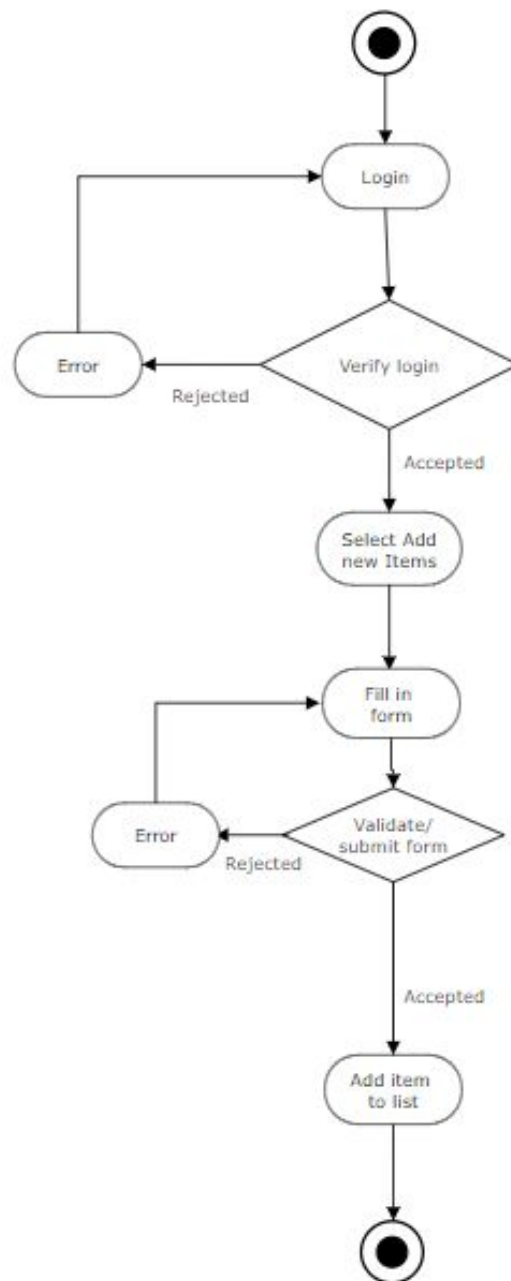 Login
Verify login
Error
Rejected
Accepted
Select Add
new Items
Fill in
form
Validate/
submit form
Error
Rejected
Accepted
Add item
to list